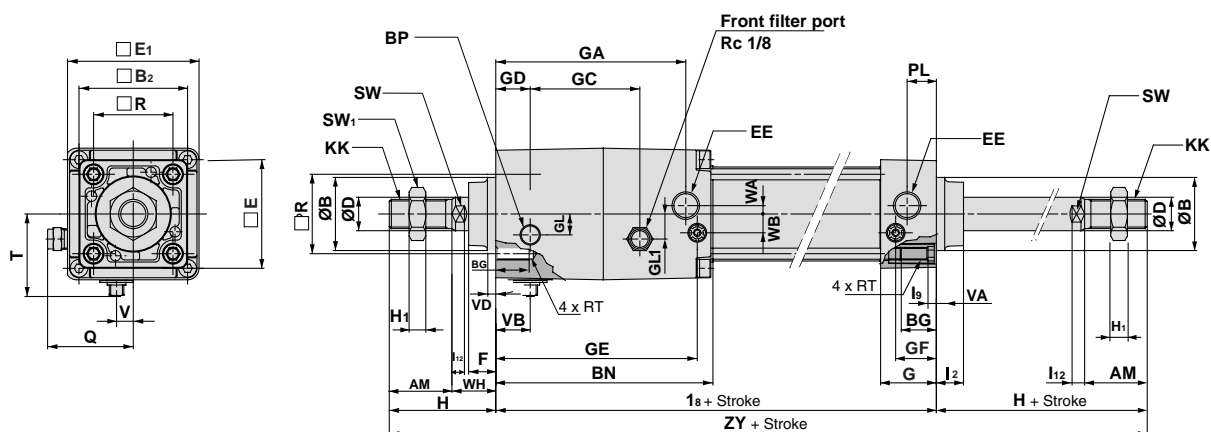 □E1
□B2
□R
□E
T
V
Q
BP
SW
SW1
KK
□R
ØB
ØD
GA
GD
GC
Front filter port
Rc 1/8
EE
PL
EE
SW
KK
WA
WB
GL
GL1
BG
VD
VB
4 x RT
H1
I12
F
AM
WH
H
GE
BN
18 + Stroke
ZY + Stroke
4 x RT
I9
VA
BG
GF
G
I2
ØD
ØB
H1
I12
AM
H + Stroke